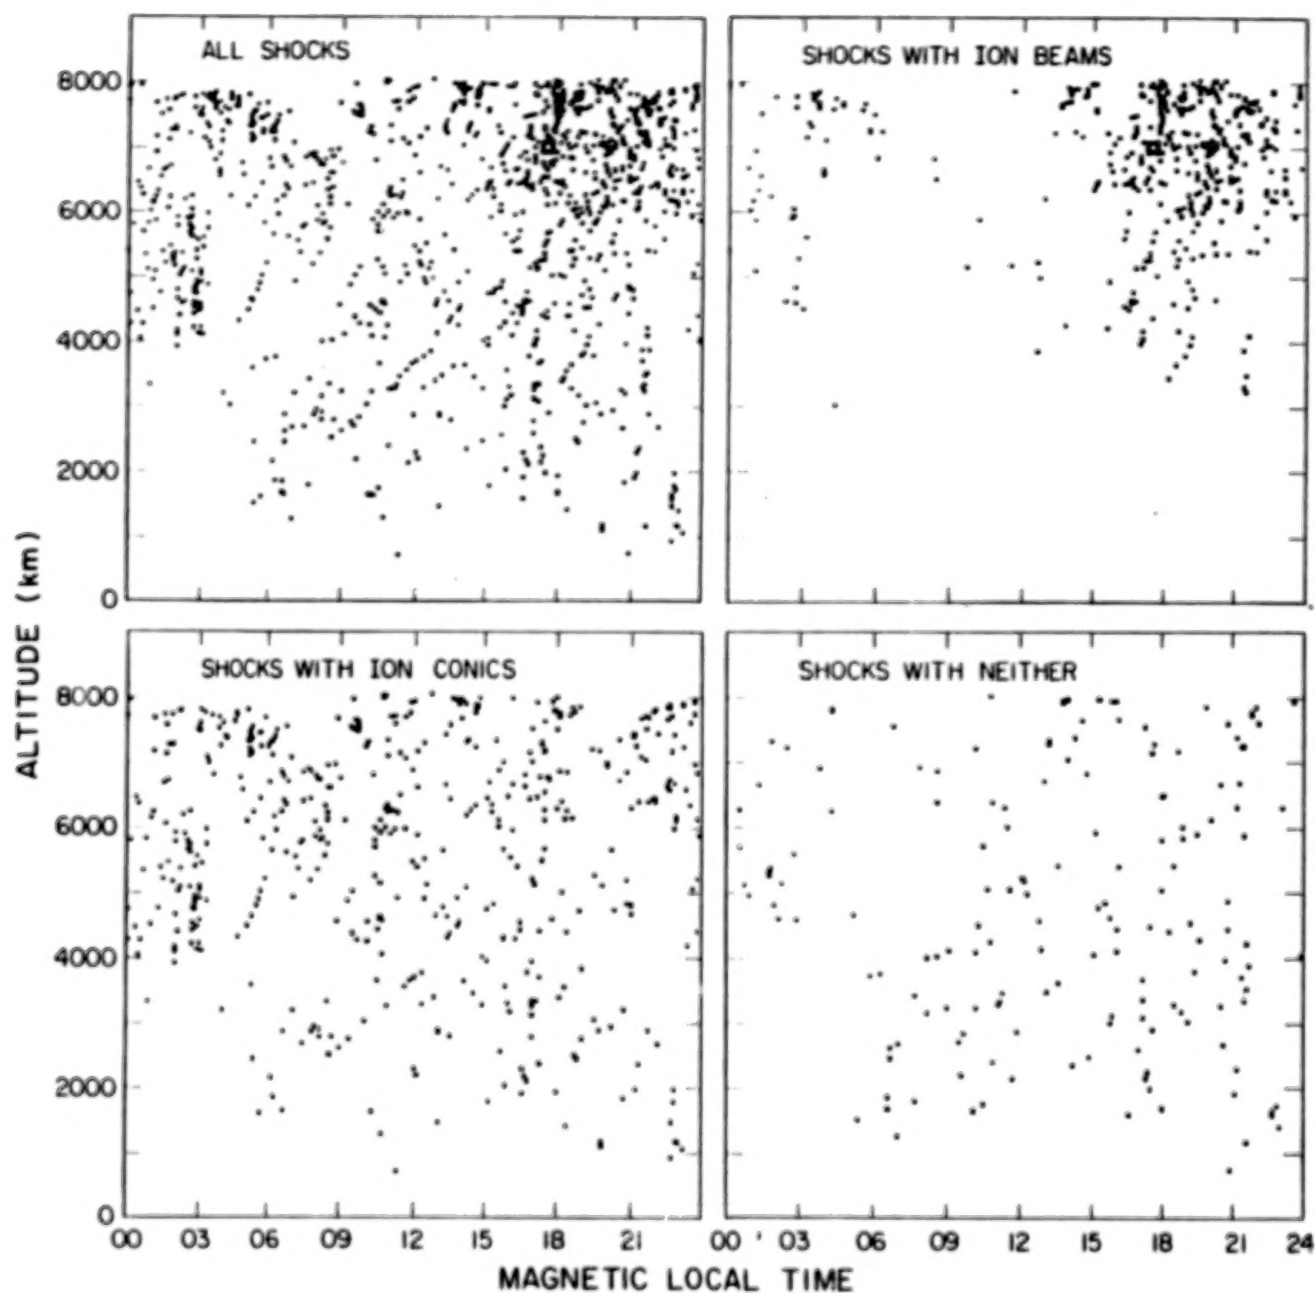 ALL SHOCKS
SHOCKS WITH ION BEAMS
8000
6000
4000
2000
0
ALTITUDE (km)
SHOCKS WITH ION CONICS
SHOCKS WITH NEITHER
8000
6000
4000
2000
0
00 03 06 09 12 15 18 21
00 03 06 09 12 15 18 21 24
MAGNETIC LOCAL TIME